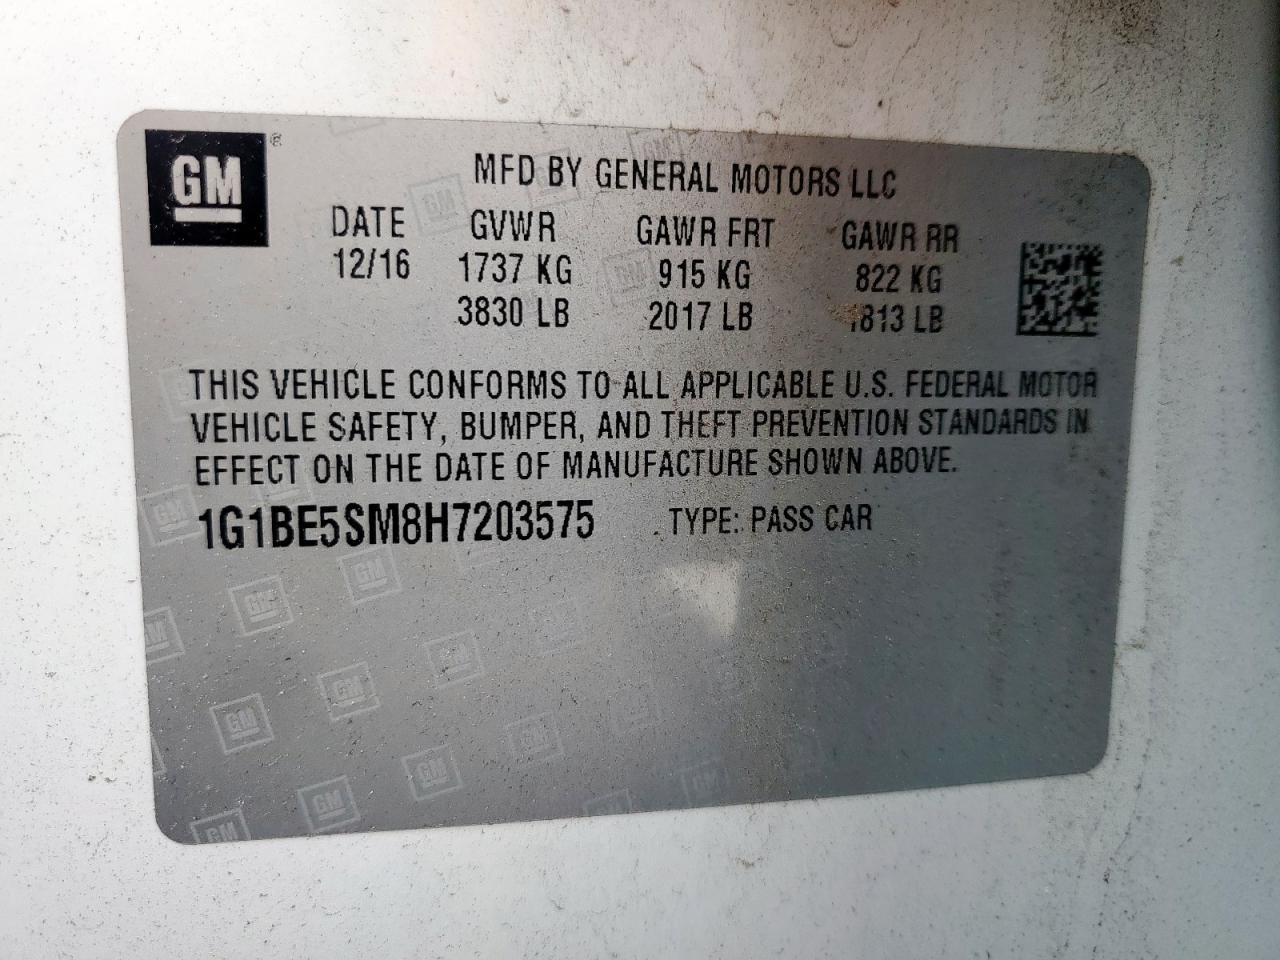 GM
MFD BY GENERAL MOTORS LLC
DATE GVWR GAWR FRT GAWR RR
12/16 1737 KG 915 KG 822 KG
3830 LB 2017 LB 1813 LB
THIS VEHICLE CONFORMS TO ALL APPLICABLE U.S. FEDERAL MOTOR
VEHICLE SAFETY, BUMPER, AND THEFT PREVENTION STANDARDS IN
EFFECT ON THE DATE OF MANUFACTURE SHOWN ABOVE.
1G1BE5SM8H7203575 TYPE: PASS CAR